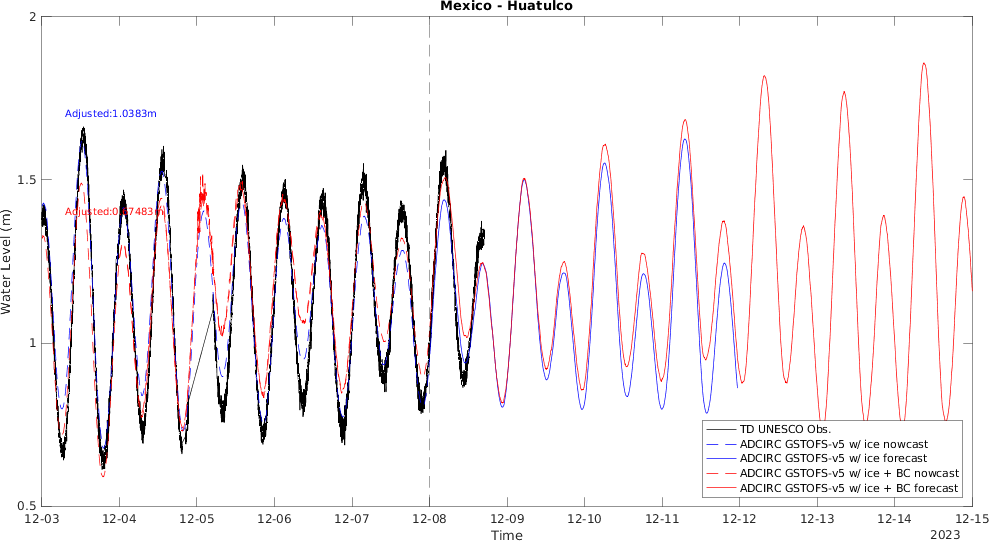 Mexico - Huatulco
2
1.5
1
0.5
Water Level (m)
Adjusted:1.0383m
12-03 12-04 12-05 12-06 12-07 12-08 12-09 12-10 12-11 12-12 12-13 12-14 12-15
Time
2023
TD UNESCO Obs.
ADCIRC GSTOFS-v5 w/ ice nowcast
ADCIRC GSTOFS-v5 w/ ice forecast
ADCIRC GSTOFS-v5 w/ ice + BC nowcast
ADCIRC GSTOFS-v5 w/ ice + BC forecast